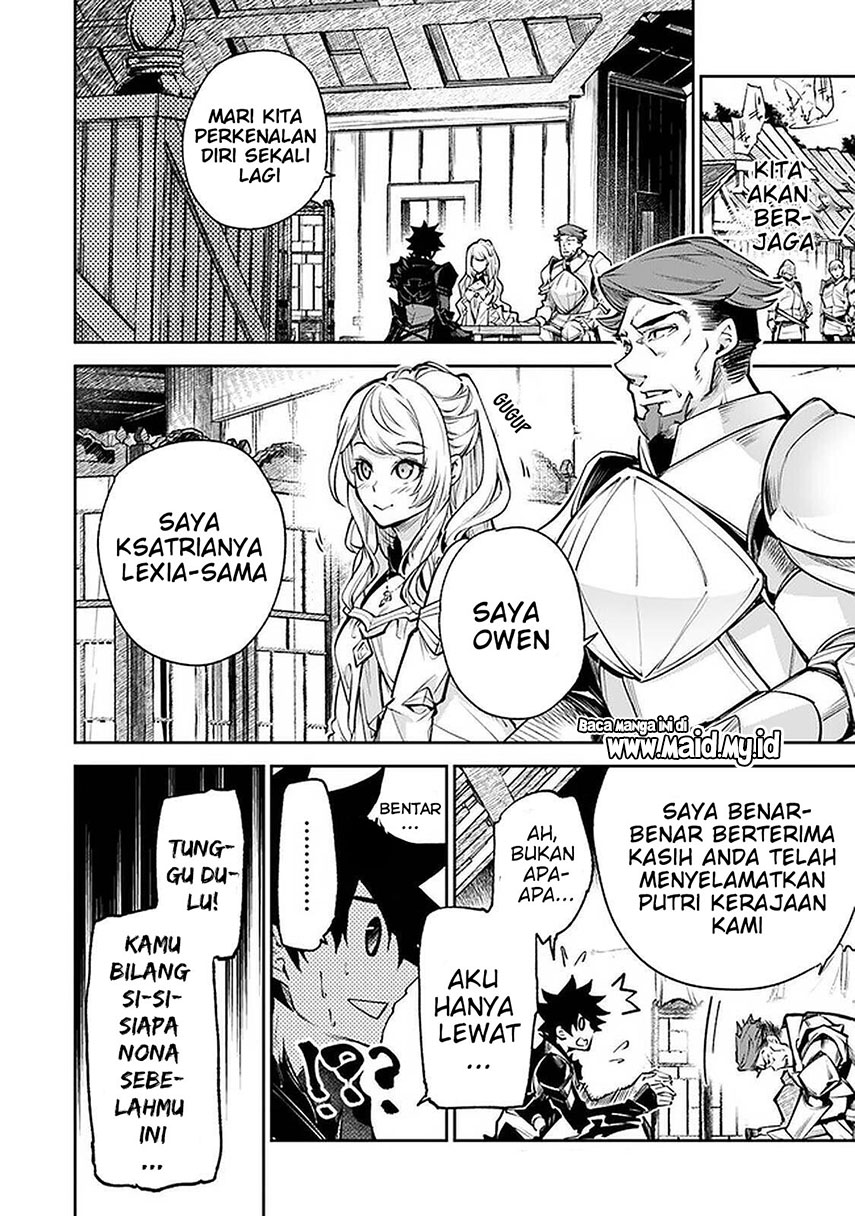 KITA
AKAN
BER-
JAGA
MARI KITA
PERKENALAN
DIRI SEKALI
LAGI
GUGUP
SAYA
OWEN
SAYA
KSATRIANYA
LEXIA-SAMA
Baca Manga ini di
www.Maid.My.id
SAYA BENAR-
BENAR BERTERIMA
KASIH ANDA TELAH
MENYELAMATKAN
PUTRI KERAJAAN
KAMI
AH,
BUKAN
APA-
APA...
AKU
HANYA
LEWAT
...
BENTAR
...
.........
!??
TUNG-
GU DU-
LU!
KAMU
BILANG
SI-SI-
SIAPA
NONA
SEBE-
LAHMU
INI
...